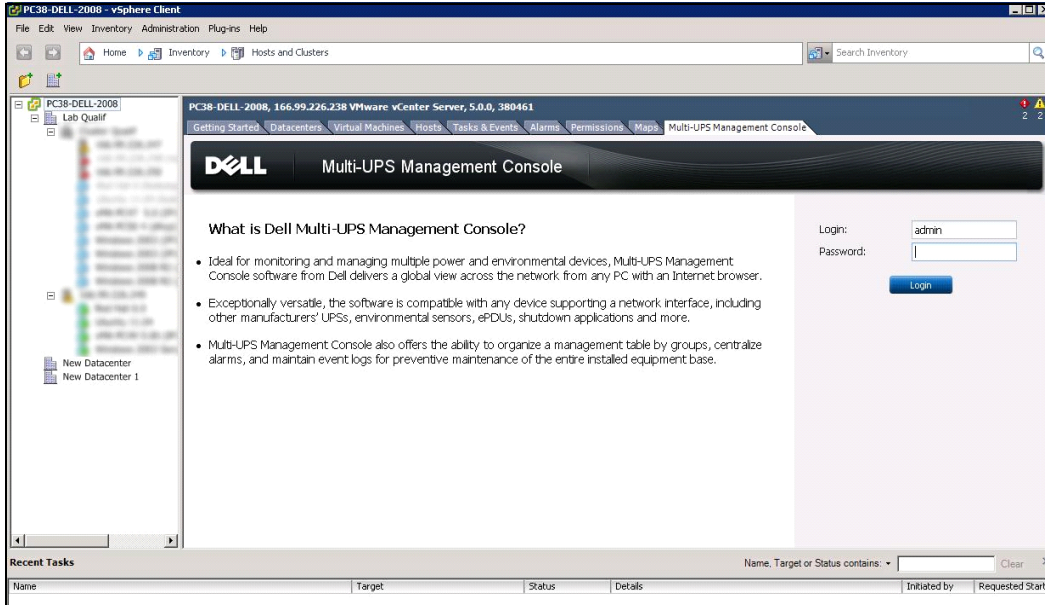 PC38-DELL-2008 - vSphere Client
File Edit View Inventory Administration Plug-ins Help
Home Inventory Hosts and Clusters
Search Inventory
PC38-DELL-2008
Lab Qualif
New Datacenter
New Datacenter 1
PC38-DELL-2008, 166.99.226.238 VMware vCenter Server, 5.0.0, 380461
2 2
Getting Started Datacenters Virtual Machines Hosts Tasks & Events Alarms Permissions Maps Multi-UPS Management Console
DELL Multi-UPS Management Console
What is Dell Multi-UPS Management Console?
• Ideal for monitoring and managing multiple power and environmental devices, Multi-UPS Management
Console software from Dell delivers a global view across the network from any PC with an Internet browser.
• Exceptionally versatile, the software is compatible with any device supporting a network interface, including
other manufacturers' UPSs, environmental sensors, ePDUs, shutdown applications and more.
• Multi-UPS Management Console also offers the ability to organize a management table by groups, centralize
alarms, and maintain event logs for preventive maintenance of the entire installed equipment base.
Login: admin
Password:
Login
Recent Tasks
Name, Target or Status contains:
Clear
Name Target Status Details Initiated by Requested Start